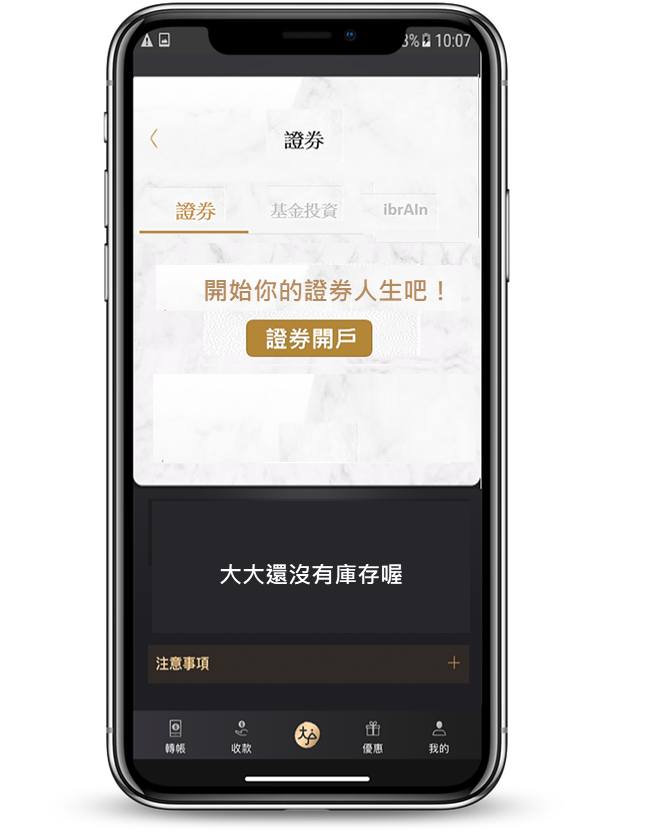 3% 10:07
證券
證券 基金投資 ibrAIn
開始你的證券人生吧！
證券開戶
大大還沒有庫存喔
注意事項
轉帳 收款 大戶 優惠 我的